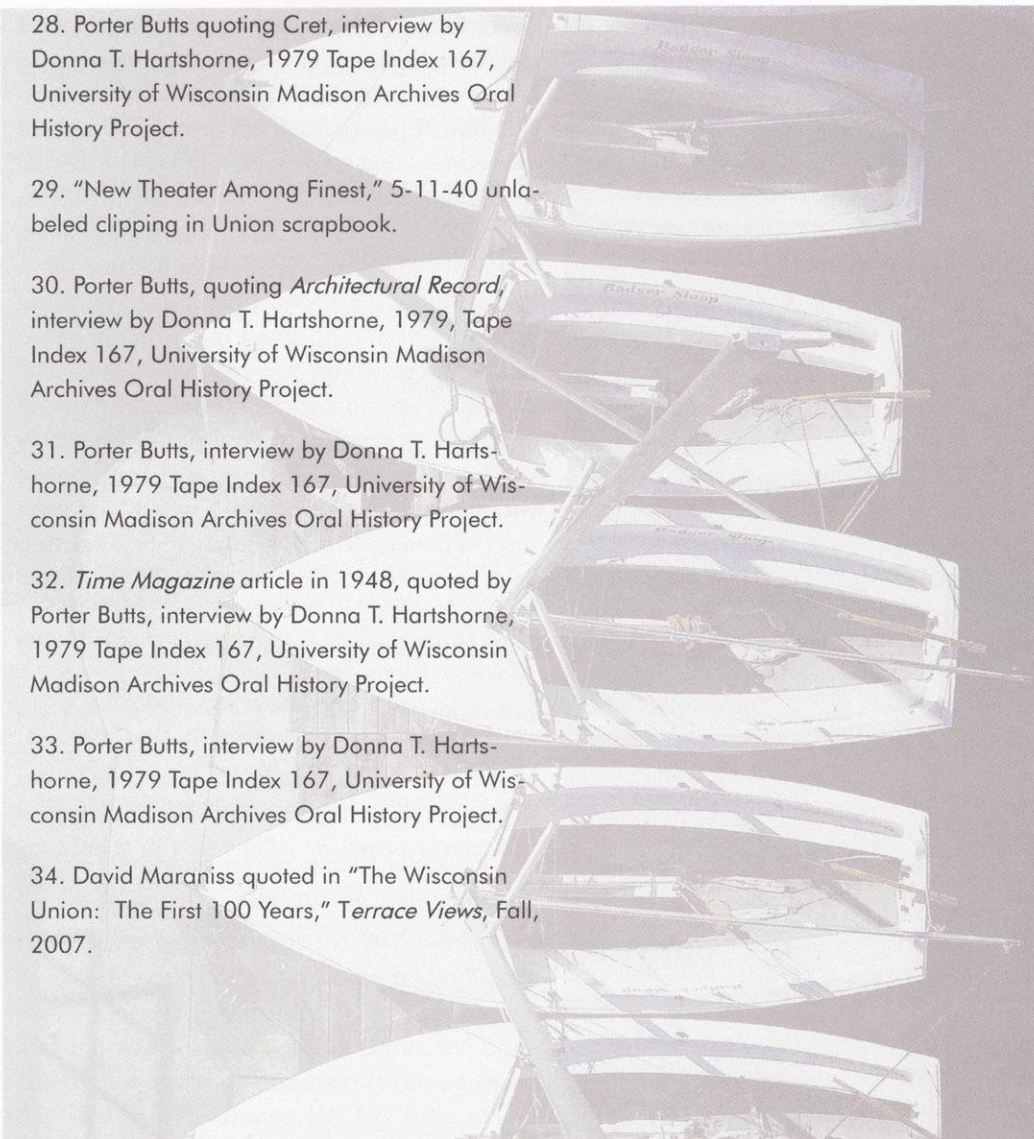 28. Porter Butts quoting Cret, interview by
Donna T. Hartshorne, 1979 Tape Index 167,
University of Wisconsin Madison Archives Oral
History Project.
29. “New Theater Among Finest,” 5-11-40 unla-
beled clipping in Union scrapbook.
30. Porter Butts, quoting Architectural Record,
interview by Donna T. Hartshorne, 1979, Tape
Index 167, University of Wisconsin Madison
Archives Oral History Project.
31. Porter Butts, interview by Donna T. Harts-
horne, 1979 Tape Index 167, University of Wis-
consin Madison Archives Oral History Project.
32. Time Magazine article in 1948, quoted by
Porter Butts, interview by Donna T. Hartshorne,
1979 Tape Index 167, University of Wisconsin
Madison Archives Oral History Project.
33. Porter Butts, interview by Donna T. Harts-
horne, 1979 Tape Index 167, University of Wis-
consin Madison Archives Oral History Project.
34. David Maraniss quoted in “The Wisconsin
Union:  The First 100 Years,” Terrace Views, Fall,
2007.
Badger Sloop
Badger Sloop
Badger Sloop